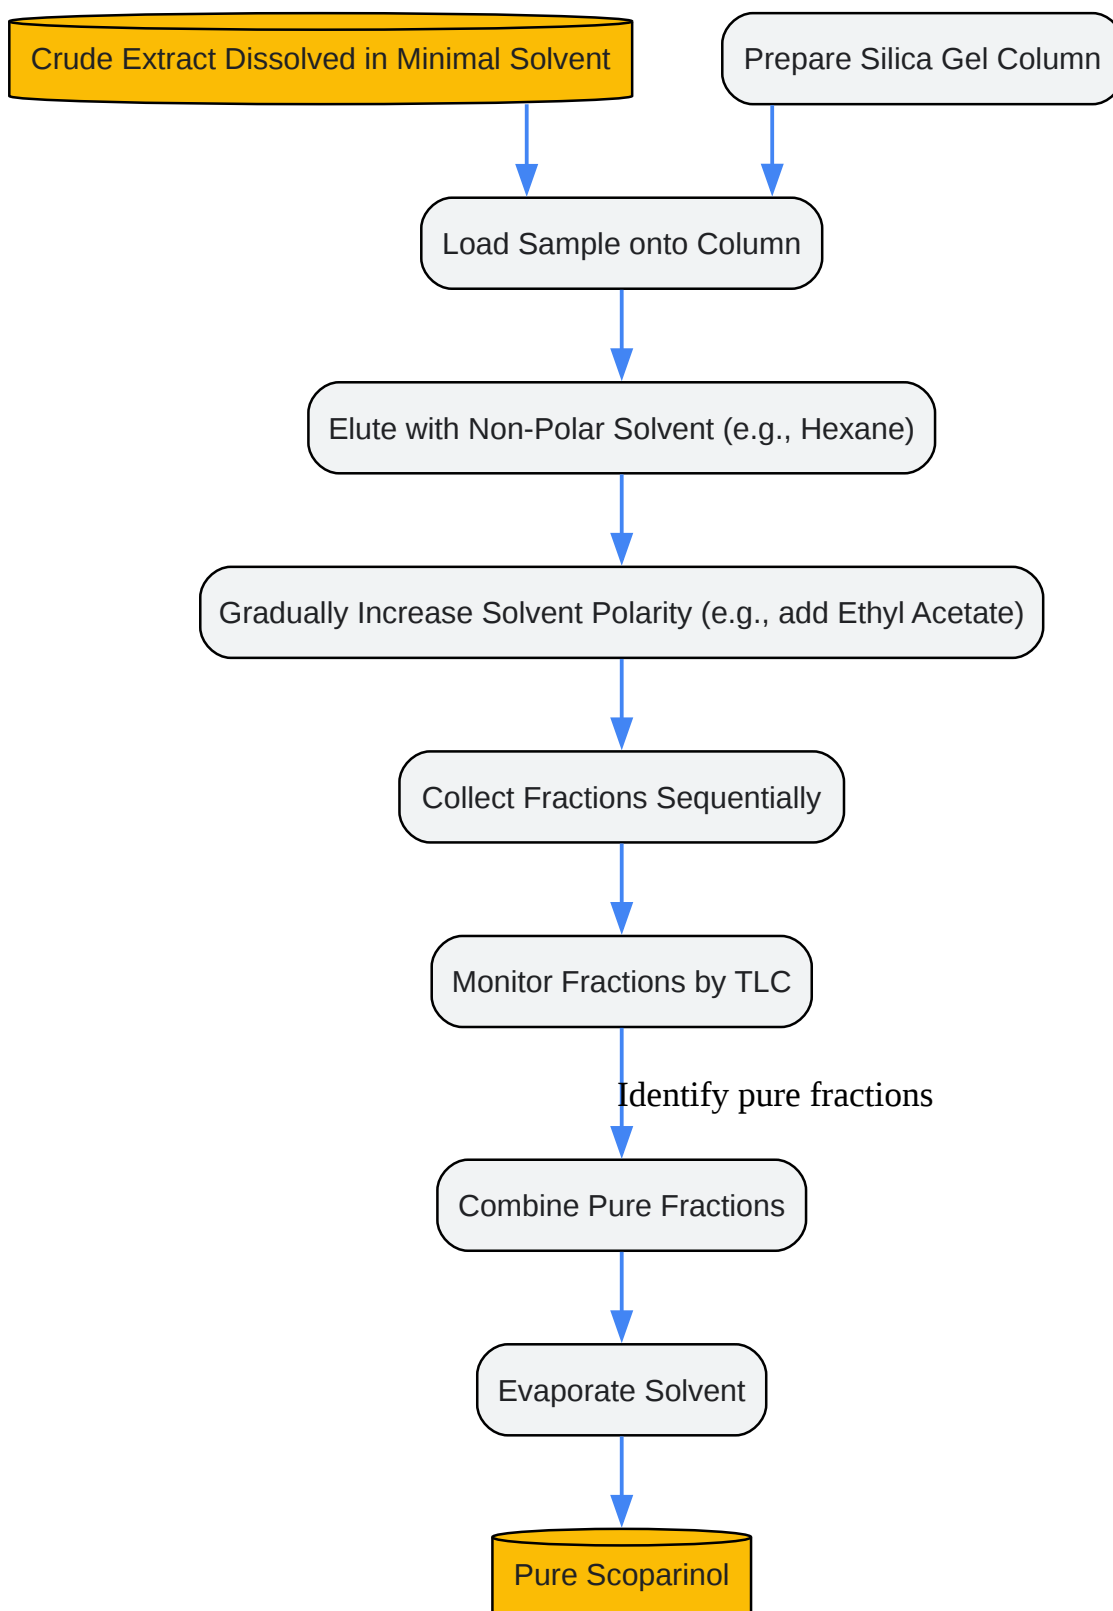 Crude Extract Dissolved in Minimal Solvent
Prepare Silica Gel Column
Load Sample onto Column
Elute with Non-Polar Solvent (e.g., Hexane)
Gradually Increase Solvent Polarity (e.g., add Ethyl Acetate)
Collect Fractions Sequentially
Monitor Fractions by TLC
Identify pure fractions
Combine Pure Fractions
Evaporate Solvent
Pure Scoparinol